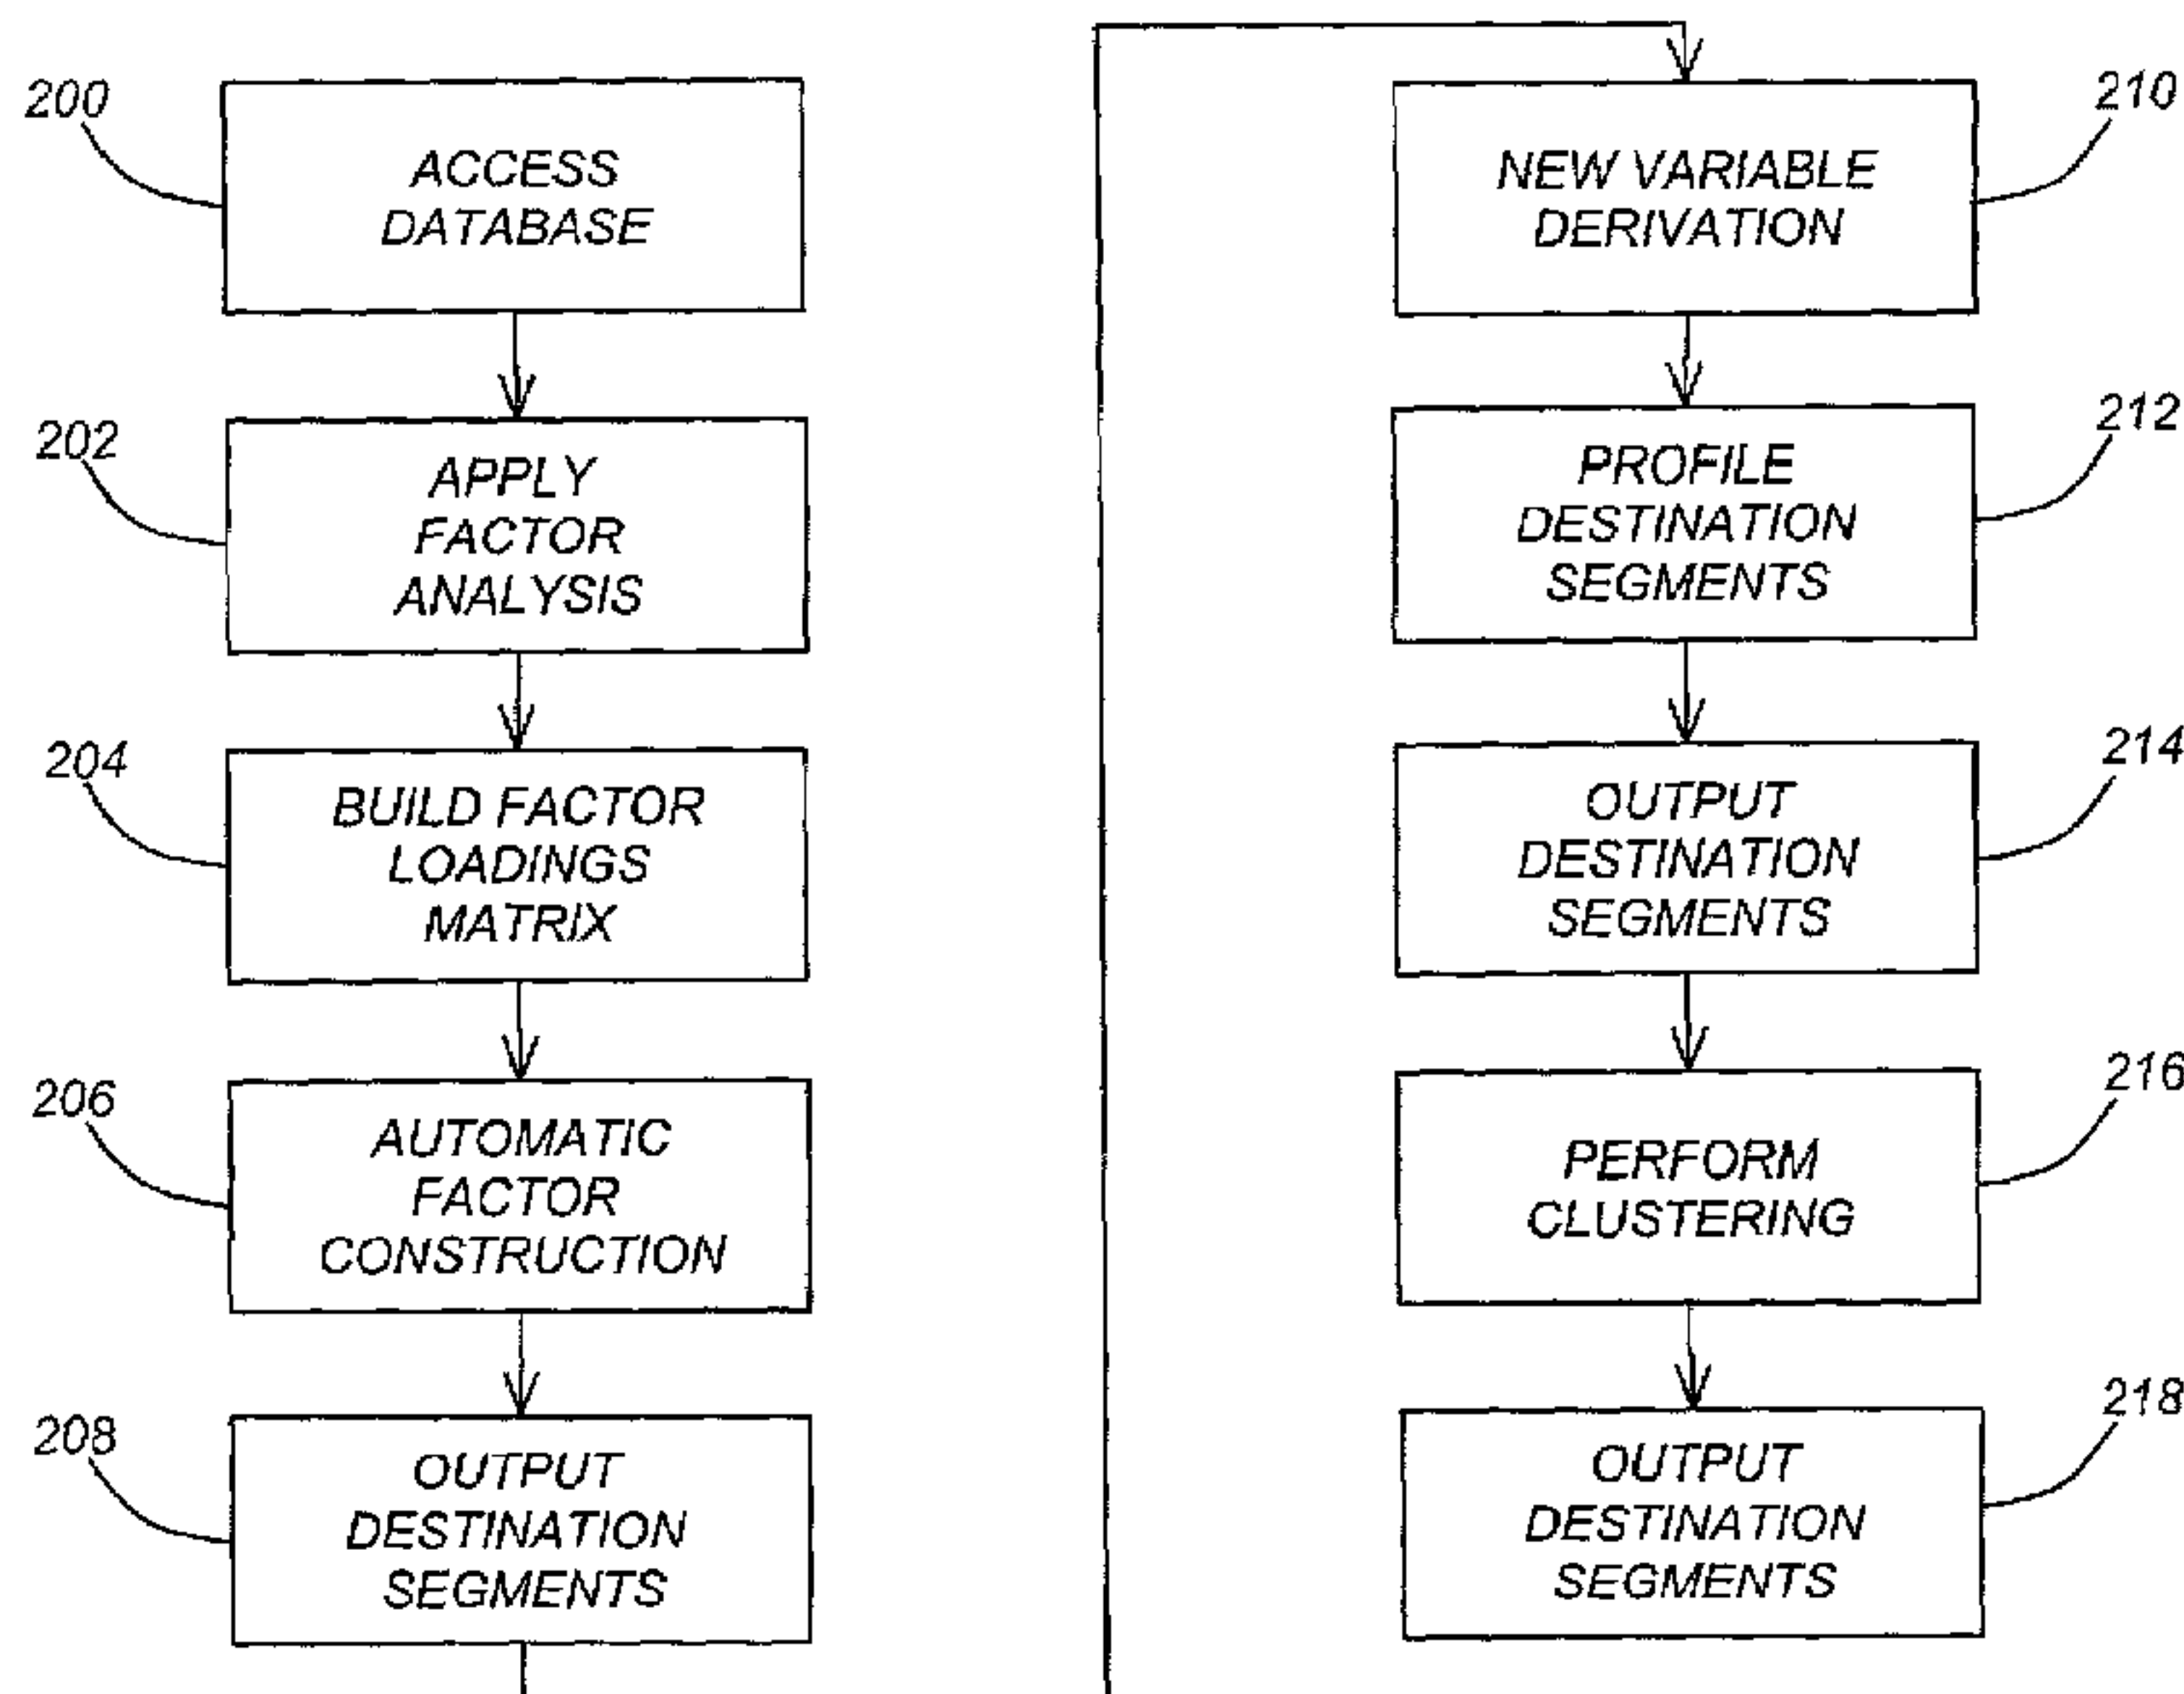 200
ACCESS
DATABASE
202
APPLY
FACTOR
ANALYSIS
204
BUILD FACTOR
LOADINGS
MATRIX
206
AUTOMATIC
FACTOR
CONSTRUCTION
208
OUTPUT
DESTINATION
SEGMENTS
210
NEW VARIABLE
DERIVATION
212
PROFILE
DESTINATION
SEGMENTS
214
OUTPUT
DESTINATION
SEGMENTS
216
PERFORM
CLUSTERING
218
OUTPUT
DESTINATION
SEGMENTS